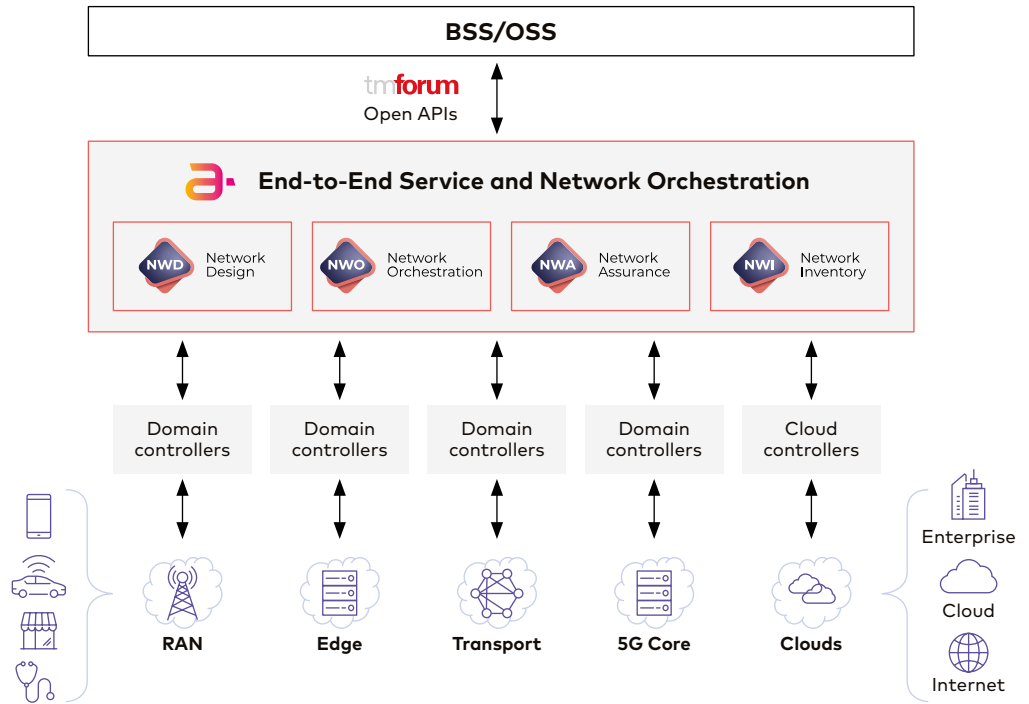 BSS/OSS
tmforum
Open APIs
a
End-to-End Service and Network Orchestration
NWD
Network
Design
NWO
Network
Orchestration
NWA
Network
Assurance
NWI
Network
Inventory
Domain
controllers
Domain
controllers
Domain
controllers
Domain
controllers
Cloud
controllers
Enterprise
Cloud
Internet
RAN
Edge
Transport
5G Core
Clouds